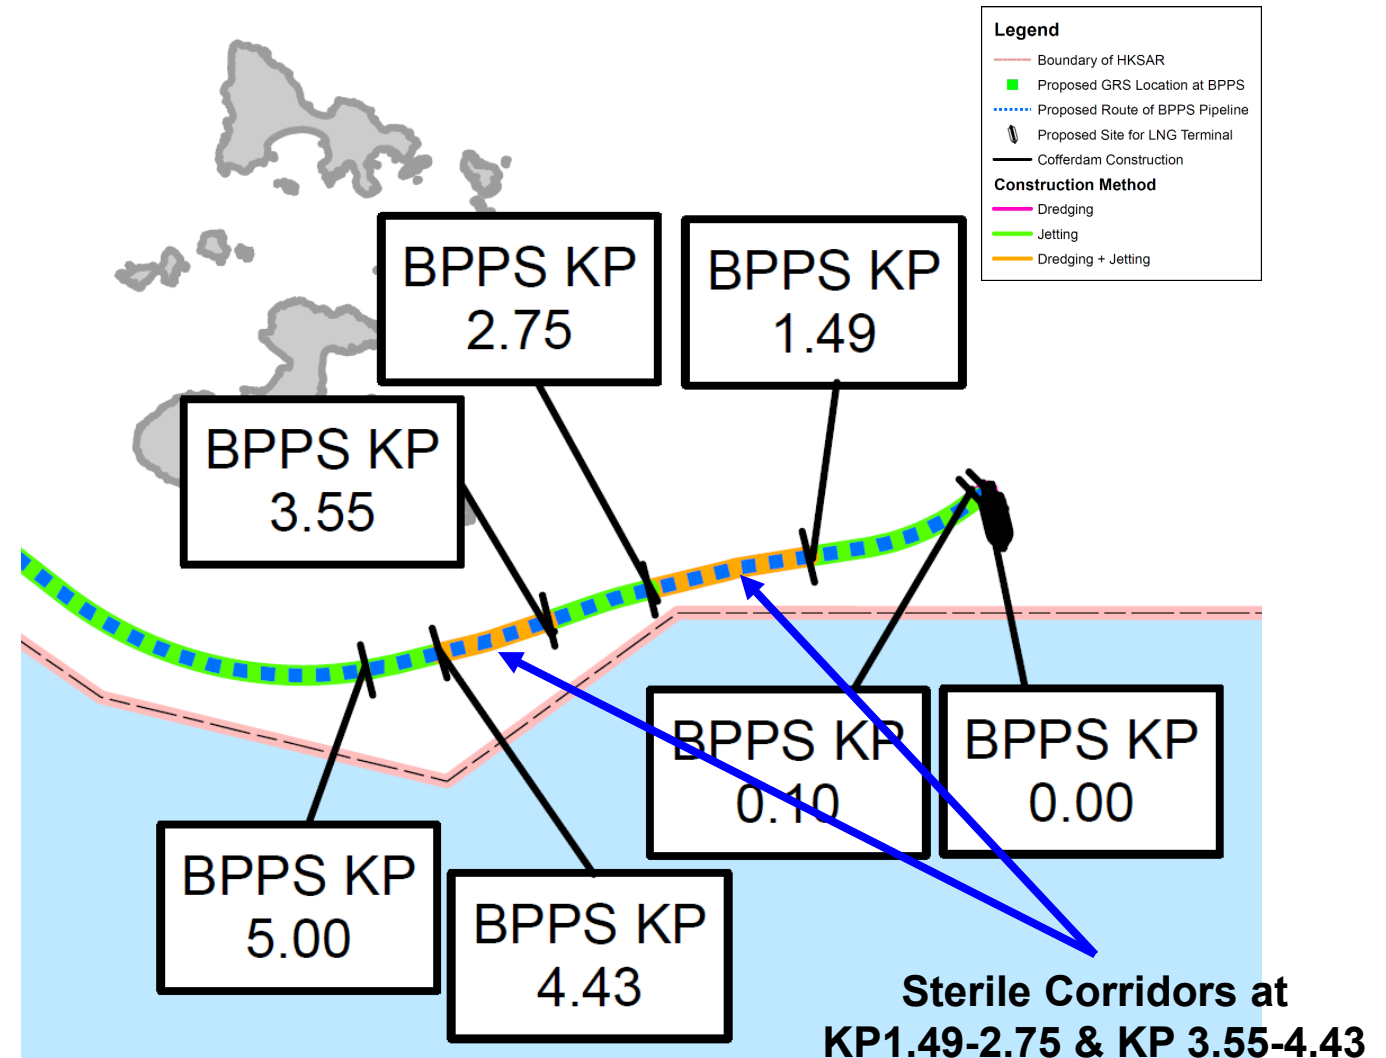 Legend
Boundary of HKSAR
Proposed GRS Location at BPPS
Proposed Route of BPPS Pipeline
Proposed Site for LNG Terminal
Cofferdam Construction
Construction Method
Dredging
Jetting
Dredging + Jetting
BPPS KP
2.75
BPPS KP
1.49
BPPS KP
3.55
BPPS KP
0.10
BPPS KP
0.00
BPPS KP
5.00
BPPS KP
4.43
Sterile Corridors at
KP1.49-2.75 & KP 3.55-4.43